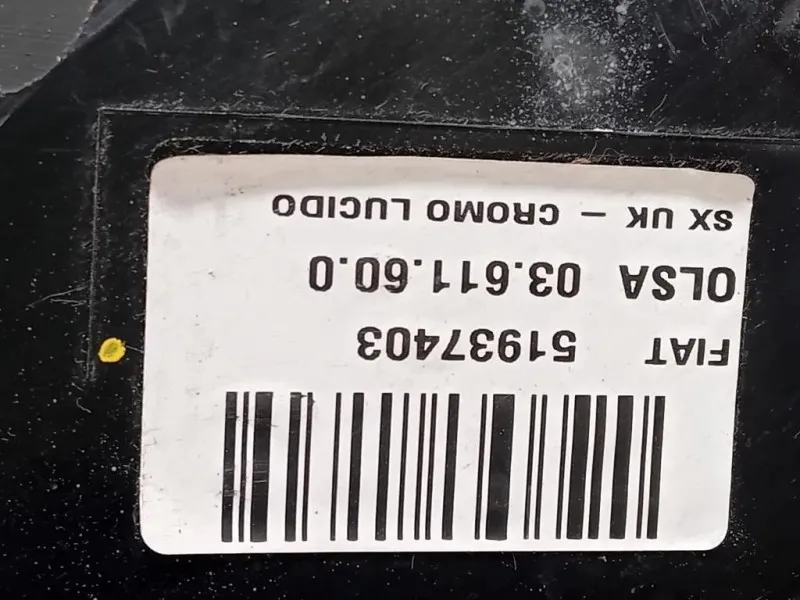 FIAT 51937403
OLSA 03.611.60.0
SX UK - CROMO LUCIDO